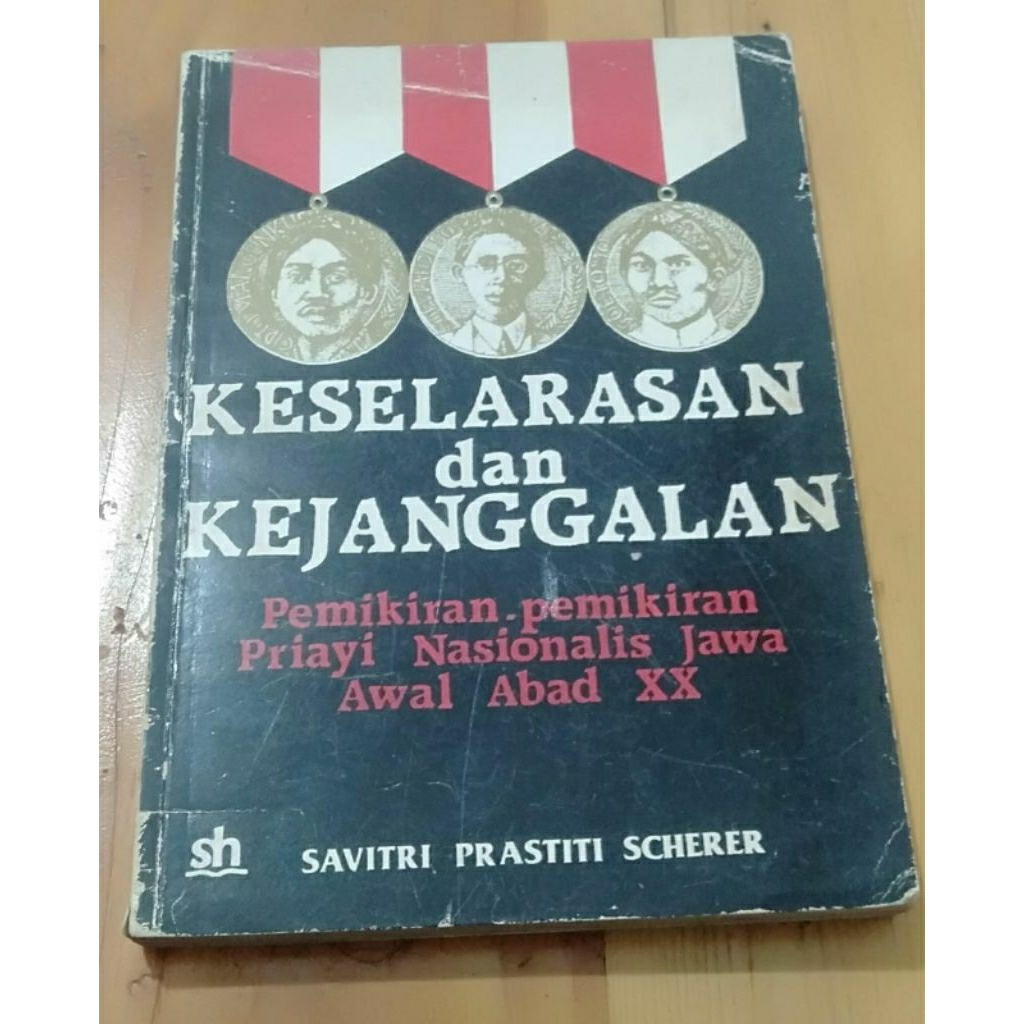 KESELARASAN
dan
KEJANGGALAN
Pemikiran-pemikiran
Priayi Nasionalis Jawa
Awal Abad XX
sh
SAVITRI PRASTITI SCHERER